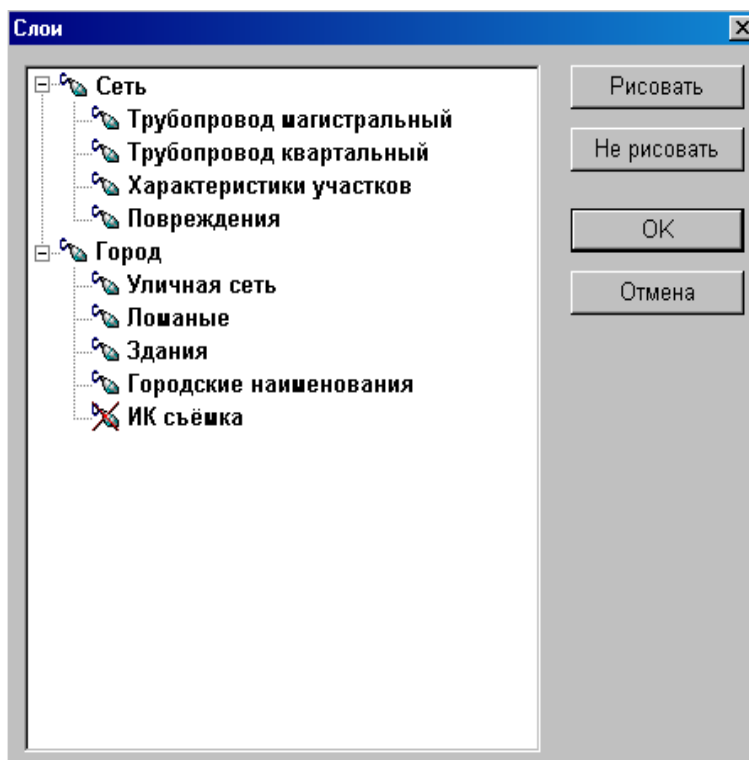 Слои
Сеть
Трубопровод магистральный
Трубопровод квартальный
Характеристики участков
Повреждения
Город
Уличная сеть
Ломаные
Здания
Городские наименования
ИК съёмка
Рисовать
Не рисовать
OK
Отмена